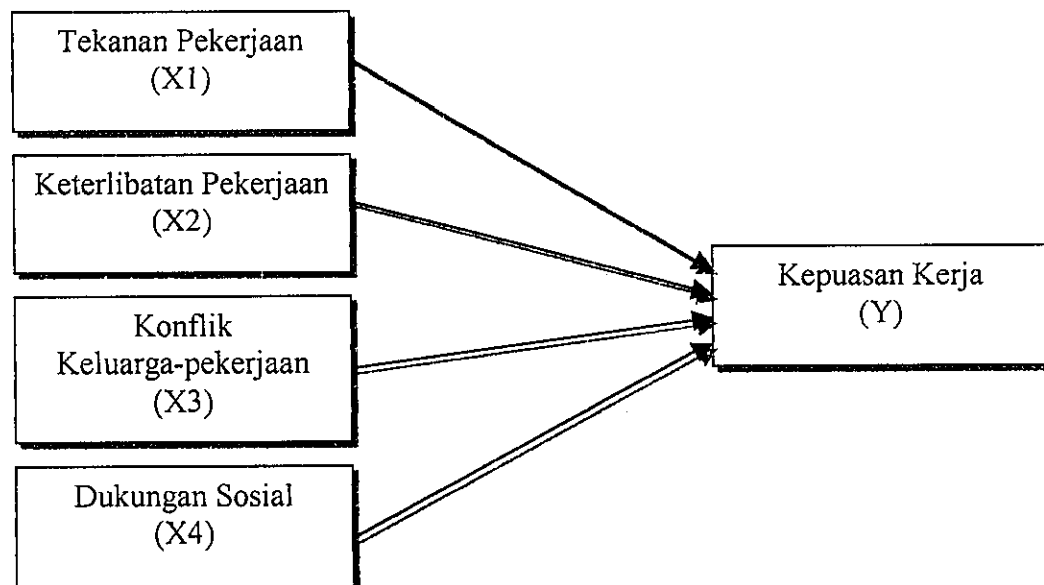 Tekanan Pekerjaan
(X1)
Keterlibatan Pekerjaan
(X2)
Konflik
Keluarga-pekerjaan
(X3)
Dukungan Sosial
(X4)
Kepuasan Kerja
(Y)